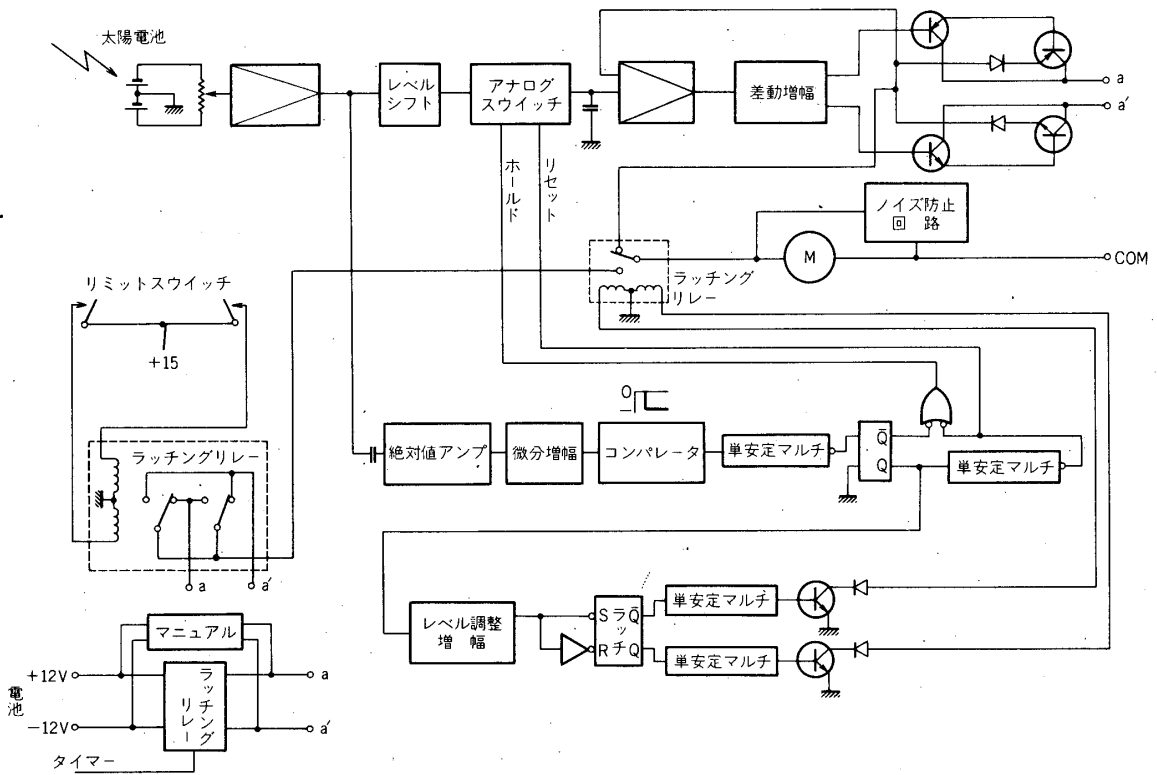 太陽電池
レベル
シフト
アナログ
スウイッチ
差動増幅
a
a′
ホールド
リセット
ノイズ防止
回 路
M
COM
ラッチング
リレー
リミットスウイッチ
+15
0
−
絶対値アンプ
微分増幅
コンパレータ
単安定マルチ
Q̄
Q
単安定マルチ
ラッチングリレー
a
a′
レベル調整
増 幅
S
R
ラッチ
Q̄
Q
単安定マルチ
単安定マルチ
マニュアル
電池
+12V
−12V
ラッチング
リレー
a
a′
タイマー